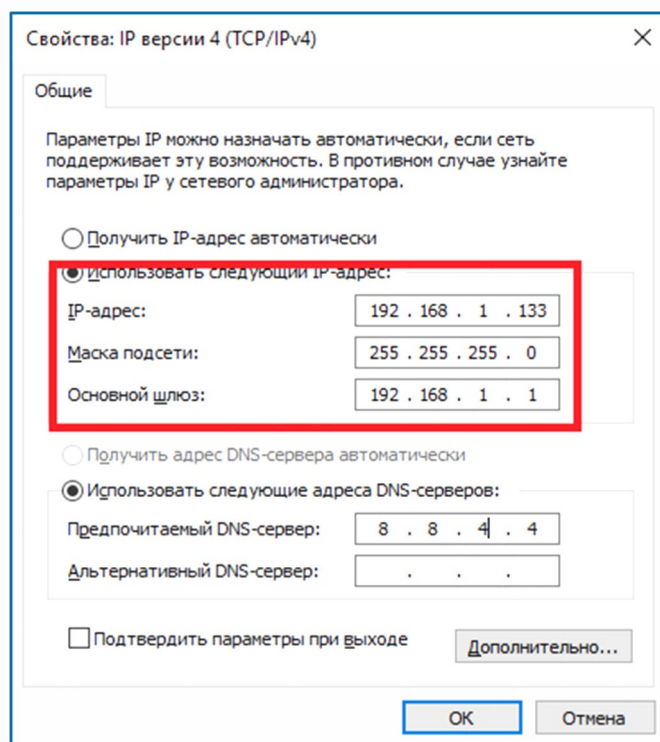 Свойства: IP версии 4 (TCP/IPv4)
Общие
Параметры IP можно назначать автоматически, если сеть
поддерживает эту возможность. В противном случае узнайте
параметры IP у сетевого администратора.
Получить IP-адрес автоматически
Использовать следующий IP-адрес:
IP-адрес: 192 . 168 . 1 . 133
Маска подсети: 255 . 255 . 255 . 0
Основной шлюз: 192 . 168 . 1 . 1
Получить адрес DNS-сервера автоматически
Использовать следующие адреса DNS-серверов:
Предпочитаемый DNS-сервер: 8 . 8 . 4 . 4
Альтернативный DNS-сервер: . . .
Подтвердить параметры при выходе
Дополнительно...
ОК Отмена